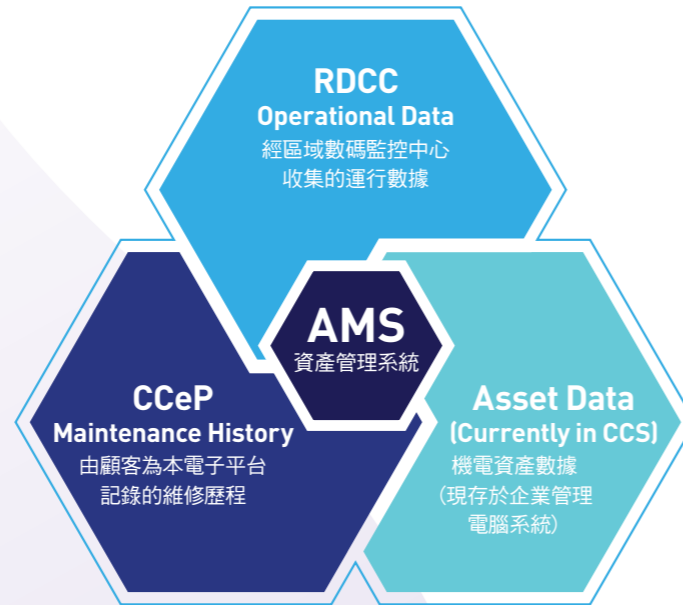 RDCC
Operational Data
經區域數碼監控中心
收集的運行數據
AMS
資產管理系統
CCeP
Maintenance History
由顧客為本電子平台
記錄的維修歷程
Asset Data
(Currently in CCS)
機電資產數據
(現存於企業管理
電腦系統)